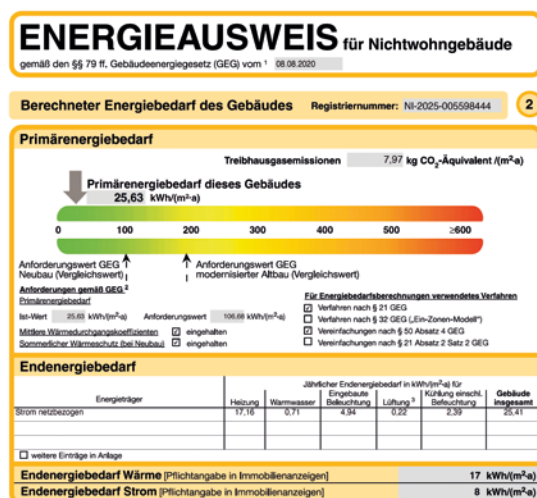 ENERGIEAUSWEIS für Nichtwohngebäude
gemäß den §§ 79 ff. Gebäudeenergiegesetz (GEG) vom ¹ 08.08.2020
Berechneter Energiebedarf des Gebäudes Registriernummer: NI-2025-005598444 2
Primärenergiebedarf
Treibhausgasemissionen 7,97 kg CO₂-Äquivalent /(m²·a)
Primärenergiebedarf dieses Gebäudes
25,63 kWh/(m²·a)
0 100 200 300 400 500 ≥600
0 100 200 300 400 500 ≥600
Anforderungswert GEG
Neubau (Vergleichswert)
Anforderungswert GEG
modernisierter Altbau (Vergleichswert)
Anforderungen gemäß GEG ²
Primärenergiebedarf
Ist-Wert 25,63 kWh/(m²·a) Anforderungswert 106,68 kWh/(m²·a)
Mittlere Wärmedurchgangskoeffizienten ☑ eingehalten
Sommerlicher Wärmeschutz (bei Neubau) ☑ eingehalten
Für Energiebedarfsberechnungen verwendetes Verfahren
☑ Verfahren nach § 21 GEG
☐ Verfahren nach § 32 GEG („Ein-Zonen-Modell“)
☑ Vereinfachungen nach § 50 Absatz 4 GEG
☐ Vereinfachungen nach § 21 Absatz 2 Satz 2 GEG
Endenergiebedarf
Jährlicher Endenergiebedarf in kWh/(m²·a) für
Energieträger Heizung Warmwasser Eingebaute Beleuchtung Lüftung ³ Kühlung einschl. Befeuchtung Gebäude insgesamt
Strom netzbezogen 17,16 0,71 4,94 0,22 2,39 25,41
☐ weitere Einträge in Anlage
Endenergiebedarf Wärme [Pflichtangabe in Immobilienanzeigen] 17 kWh/(m²·a)
Endenergiebedarf Strom [Pflichtangabe in Immobilienanzeigen] 8 kWh/(m²·a)